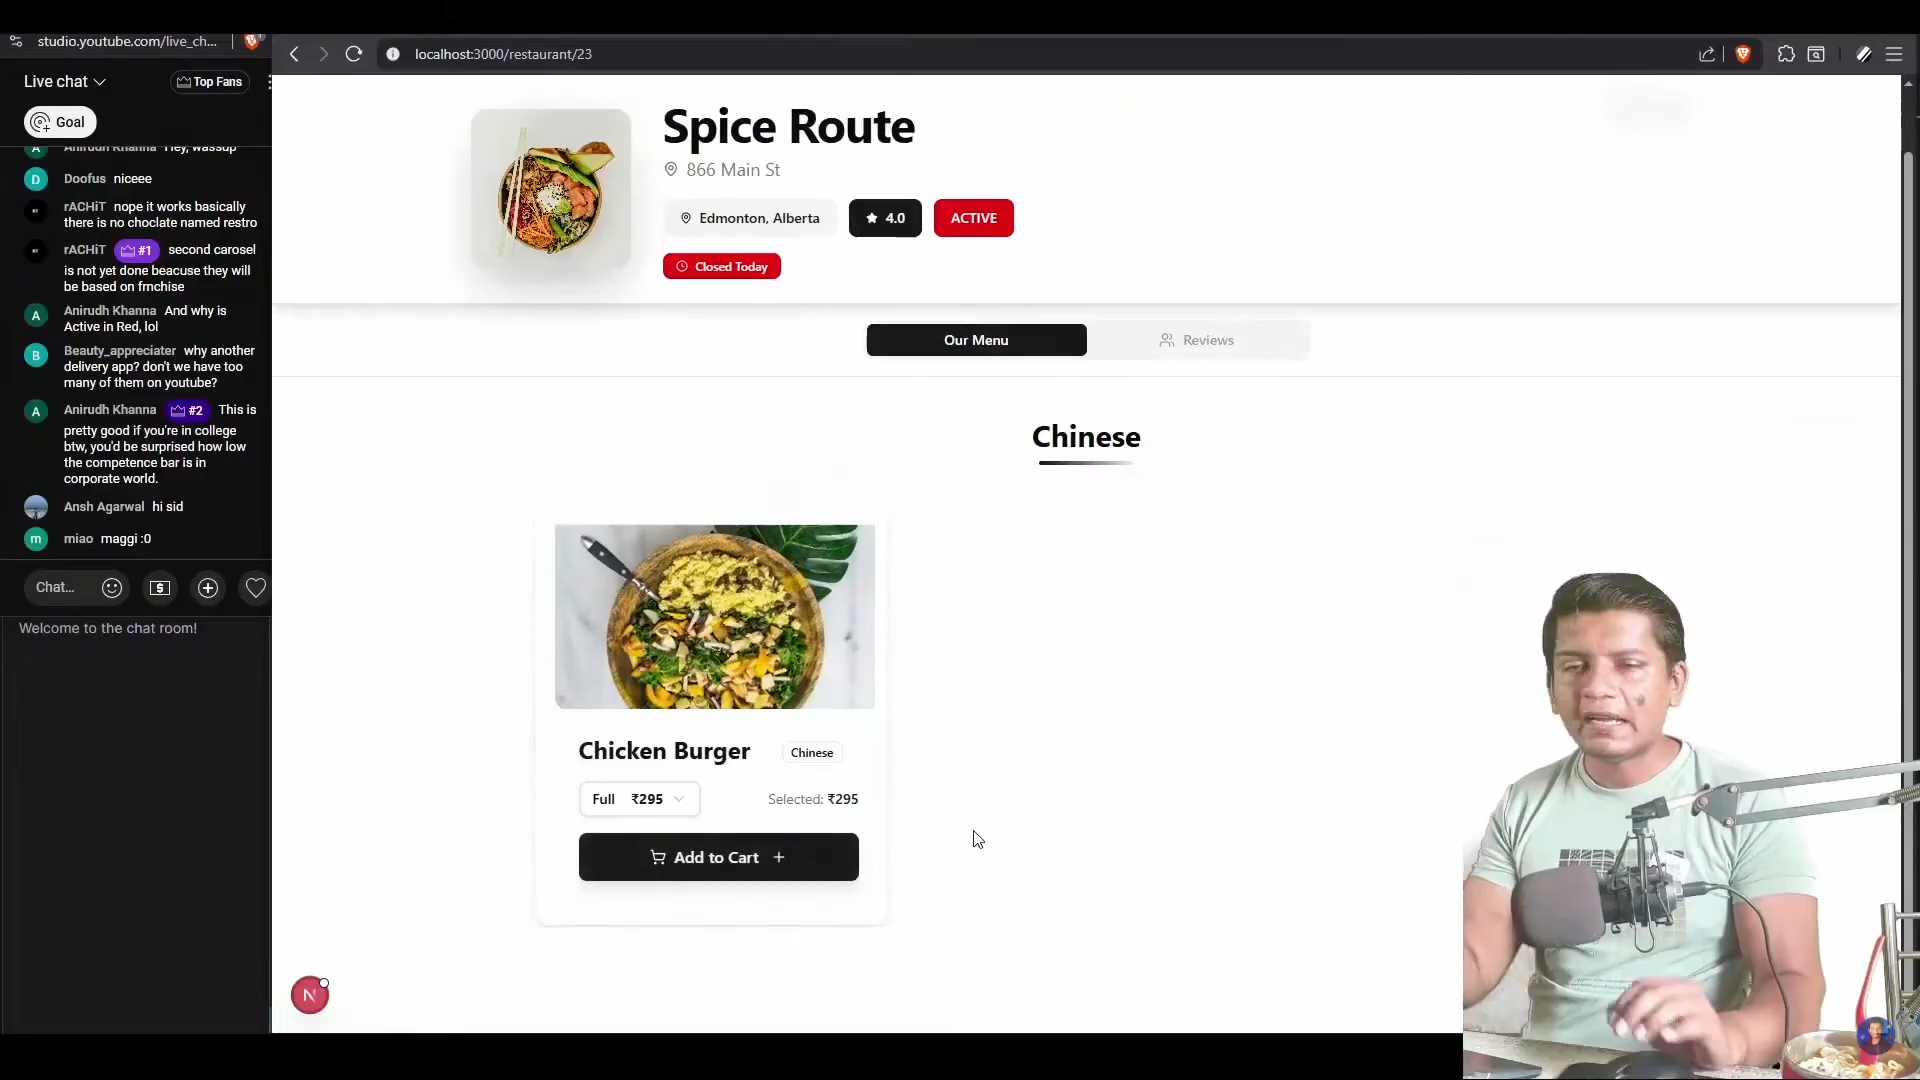 studio.youtube.com/live_ch...
localhost:3000/restaurant/23
Live chat
Top Fans
Goal
Anirudh Khanna Hey, wassup
Doofus niceee
rACHiT nope it works basically
there is no choclate named restro
rACHiT #1 second carosel
is not yet done beacuse they will
be based on frnchise
Anirudh Khanna And why is
Active in Red, lol
Beauty_appreciater why another
delivery app? don't we have too
many of them on youtube?
Anirudh Khanna #2 This is
pretty good if you're in college
btw, you'd be surprised how low
the competence bar is in
corporate world.
Ansh Agarwal hi sid
miao maggi :0
Chat...
Welcome to the chat room!
Spice Route
866 Main St
Edmonton, Alberta
4.0
ACTIVE
Closed Today
Our Menu
Reviews
Chinese
Chicken Burger
Chinese
Full ₹295
Selected: ₹295
Add to Cart +
N